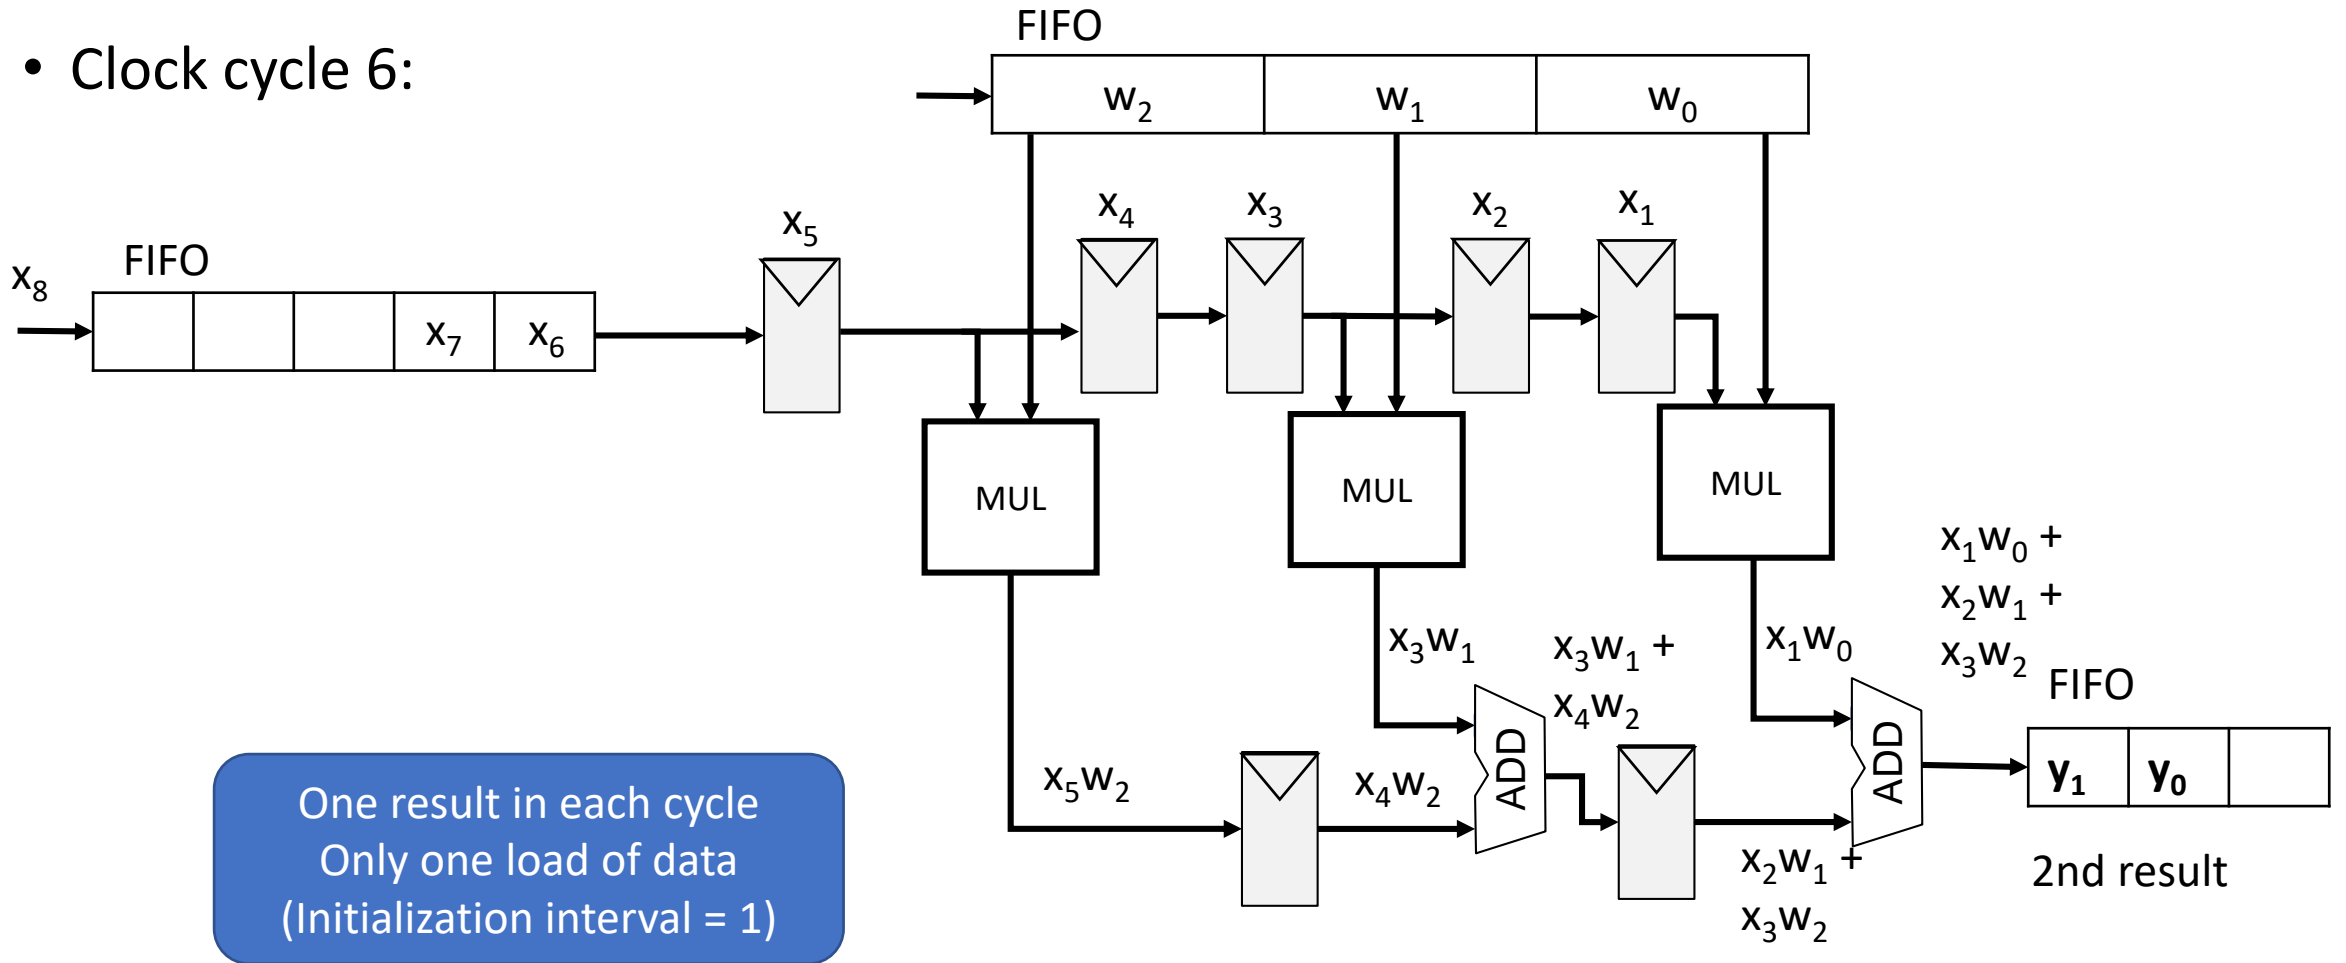 • Clock cycle 6:
FIFO
w₂ w₁ w₀
x₈
FIFO
x₇ x₆
x₅
x₄
x₃
x₂
x₁
MUL
MUL
MUL
x₅w₂
x₄w₂
x₃w₁
ADD
x₃w₁ +
x₄w₂
x₁w₀
x₂w₁ +
x₃w₂
ADD
x₁w₀ +
x₂w₁ +
x₃w₂
FIFO
y₁ y₀
2nd result
One result in each cycle
Only one load of data
(Initialization interval = 1)